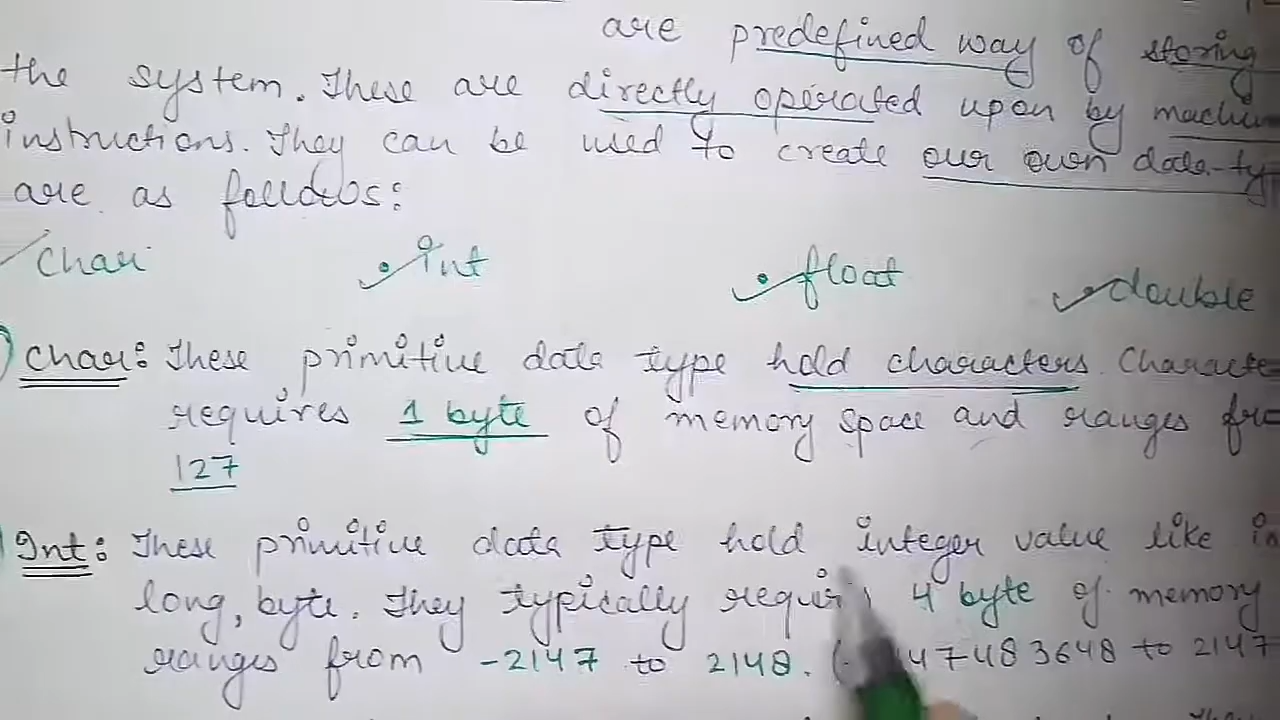 are predefined way of storing
the system. These are directly operated upon by machin
instructions. They can be used to create our own data-ty
are as follows:
char int float double
Char: These primitive data type hold characters. Characte
requires 1 byte of memory space and ranges fro
127
Int: These primitive data type hold integer value like in
long, byte. They typically requir 4 byte of memory
ranges from -2147 to 2148. ( 47483648 to 2147